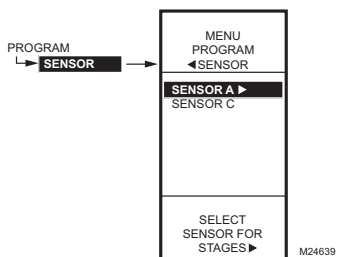 PROGRAM
SENSOR
MENU
PROGRAM
◀SENSOR
SENSOR A ▶
SENSOR C
SELECT
SENSOR FOR
STAGES▶
M24639